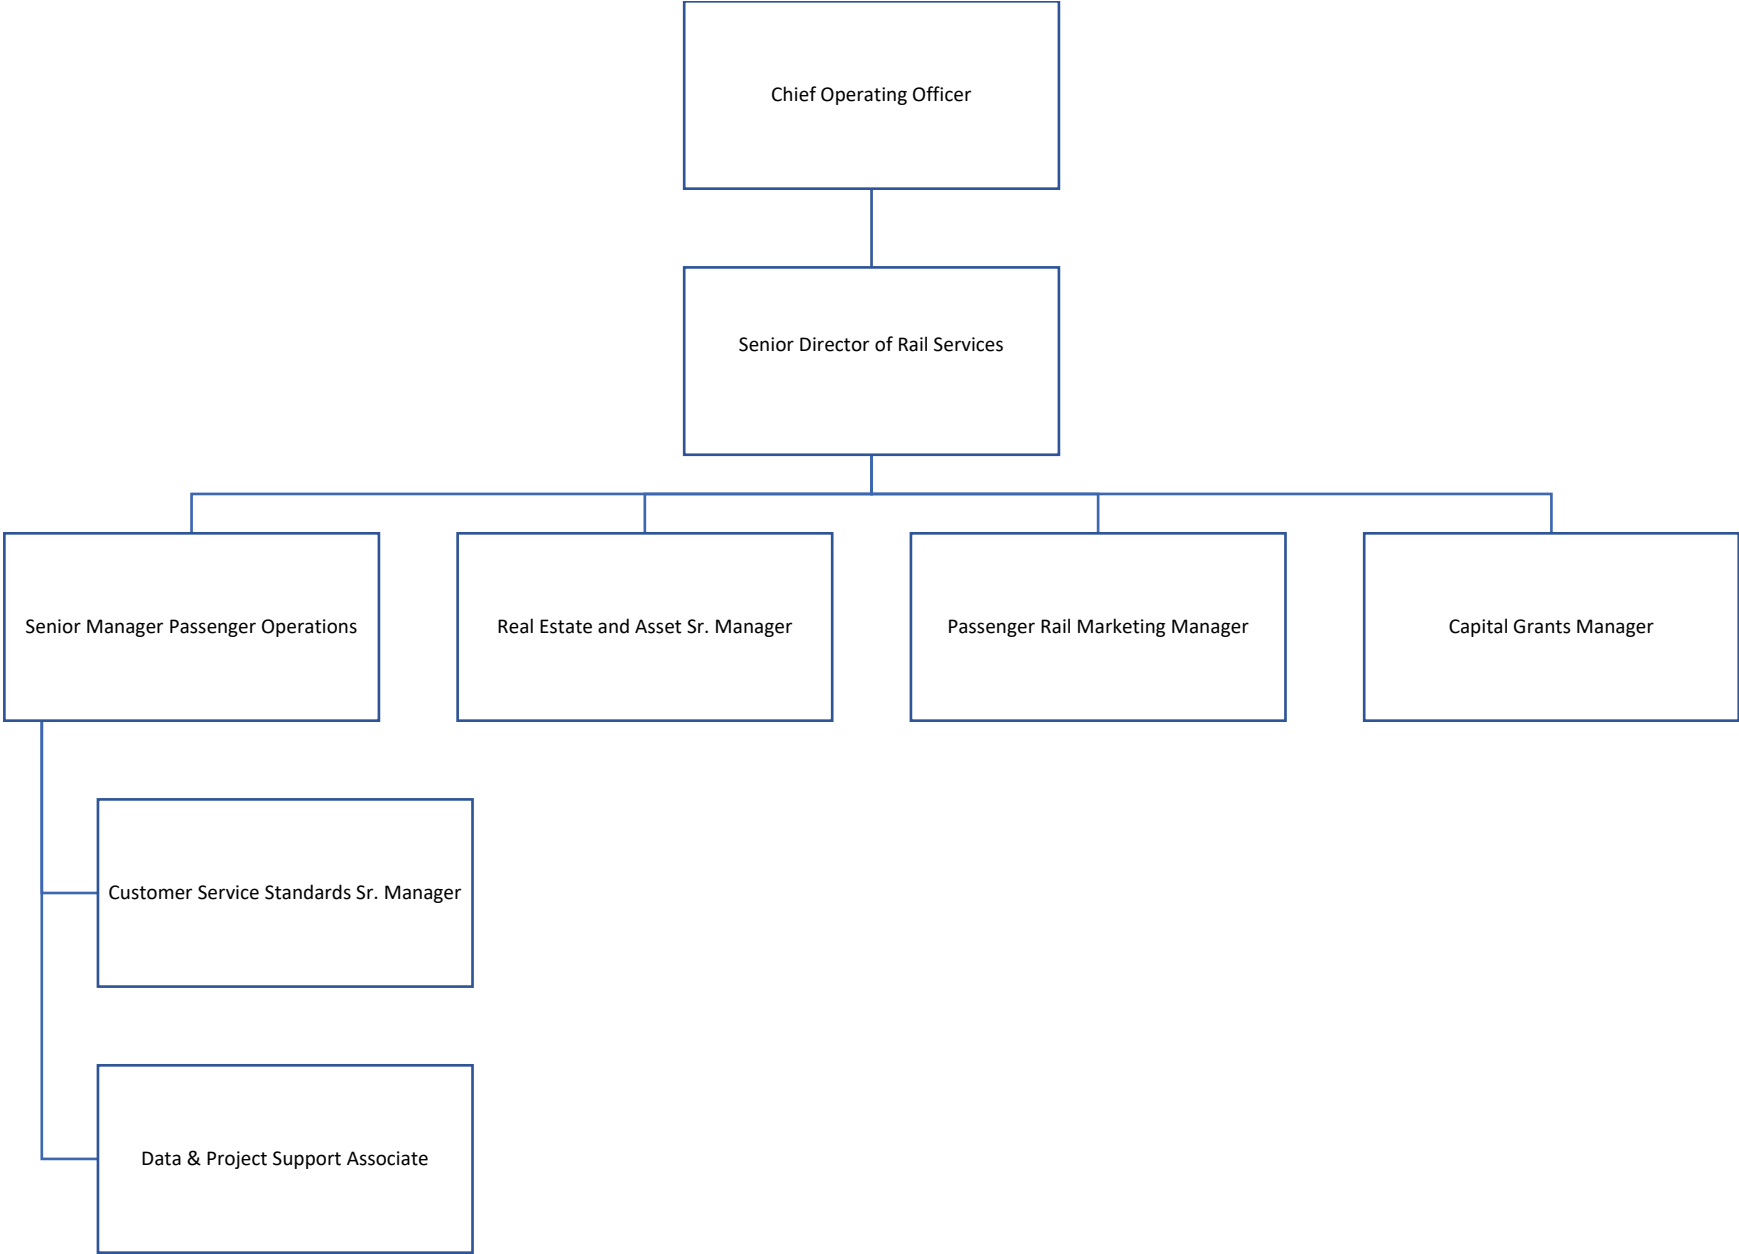 Chief Operating Officer
Senior Director of Rail Services
Senior Manager Passenger Operations
Real Estate and Asset Sr. Manager
Passenger Rail Marketing Manager
Capital Grants Manager
Customer Service Standards Sr. Manager
Data & Project Support Associate